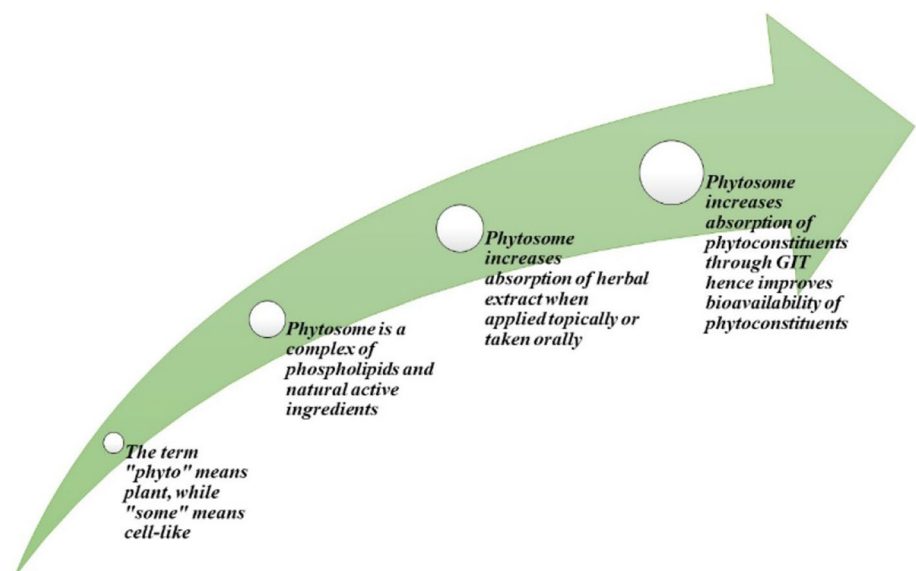 The term
"phyto" means
plant, while
"some" means
cell-like
Phytosome is a
complex of
phospholipids and
natural active
ingredients
Phytosome
increases
absorption of herbal
extract when
applied topically or
taken orally
Phytosome
increases
absorption of
phytoconstituents
through GIT
hence improves
bioavailability of
phytoconstituents